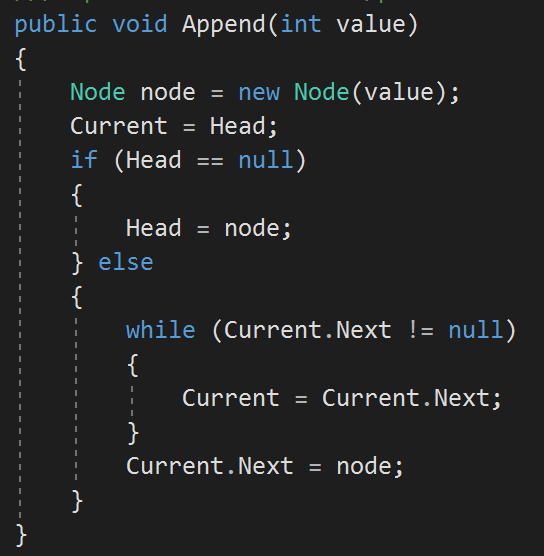 public void Append(int value)
{
    Node node = new Node(value);
    Current = Head;
    if (Head == null)
    {
        Head = node;
    } else
    {
        while (Current.Next != null)
        {
            Current = Current.Next;
        }
        Current.Next = node;
    }
}